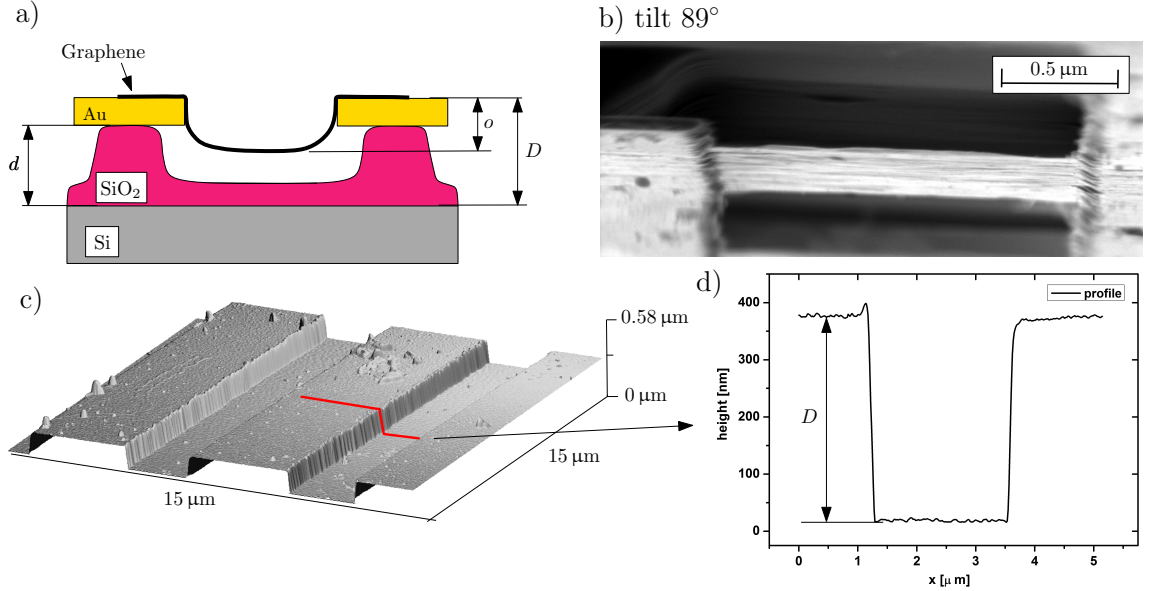 a)
Graphene
Au
o
D
d
SiO₂
Si
b) tilt 89°
0.5 μm
c)
0.58 μm
0 μm
15 μm
15 μm
d)
profile
400
300
200
100
0
D
height [nm]
0
1
2
3
4
5
x [μ m]